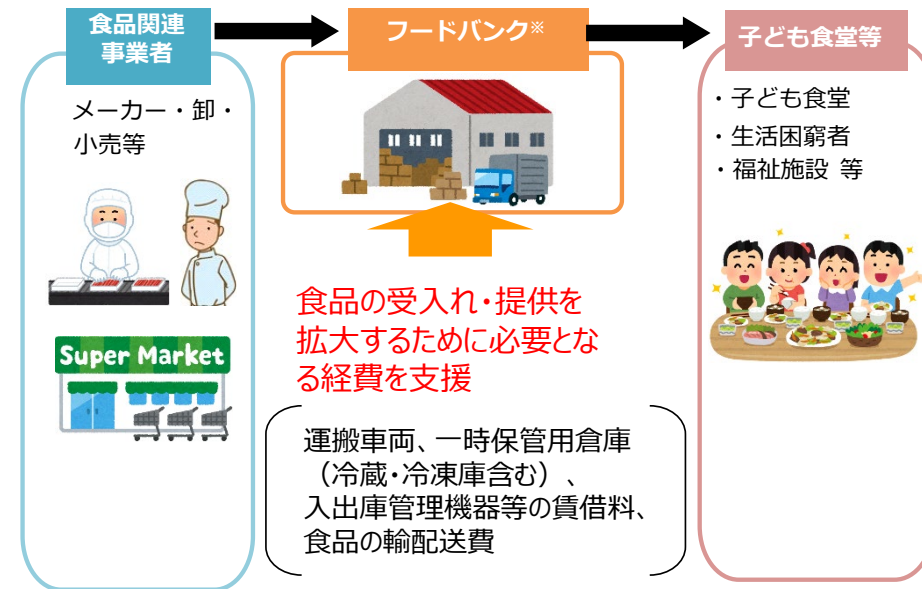 食品関連
事業者
フードバンク※
子ども食堂等
メーカー・卸・
小売等
Super Market
・子ども食堂
・生活困窮者
・福祉施設 等
食品の受入れ・提供を
拡大するために必要とな
る経費を支援
運搬車両、一時保管用倉庫
（冷蔵・冷凍庫含む）、
入出庫管理機器等の賃借料、
食品の輸配送費